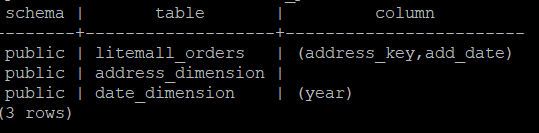 schema | table | column
--------+--------------------+------------------------
public | litemall_orders | (address_key,add_date)
public | address_dimension |
public | date_dimension | (year)
(3 rows)